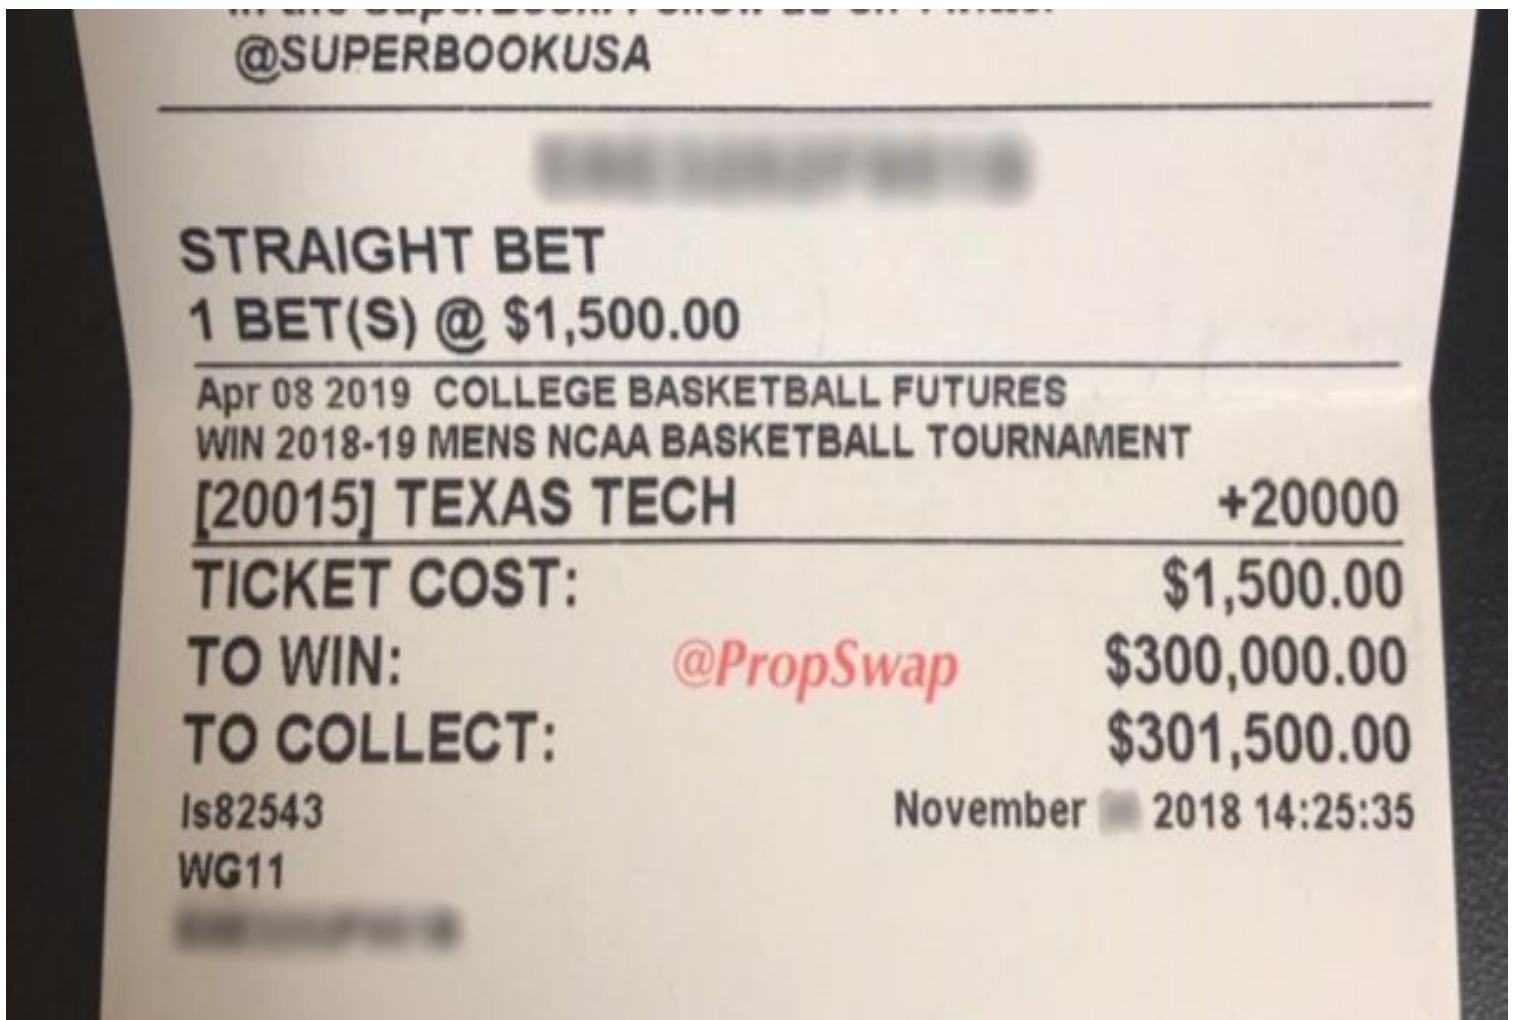 @SUPERBOOKUSA
STRAIGHT BET
1 BET(S) @ $1,500.00
Apr 08 2019 COLLEGE BASKETBALL FUTURES
WIN 2018-19 MENS NCAA BASKETBALL TOURNAMENT
[20015] TEXAS TECH +20000
TICKET COST: $1,500.00
TO WIN: @PropSwap $300,000.00
TO COLLECT: $301,500.00
ls82543 November 2018 14:25:35
WG11